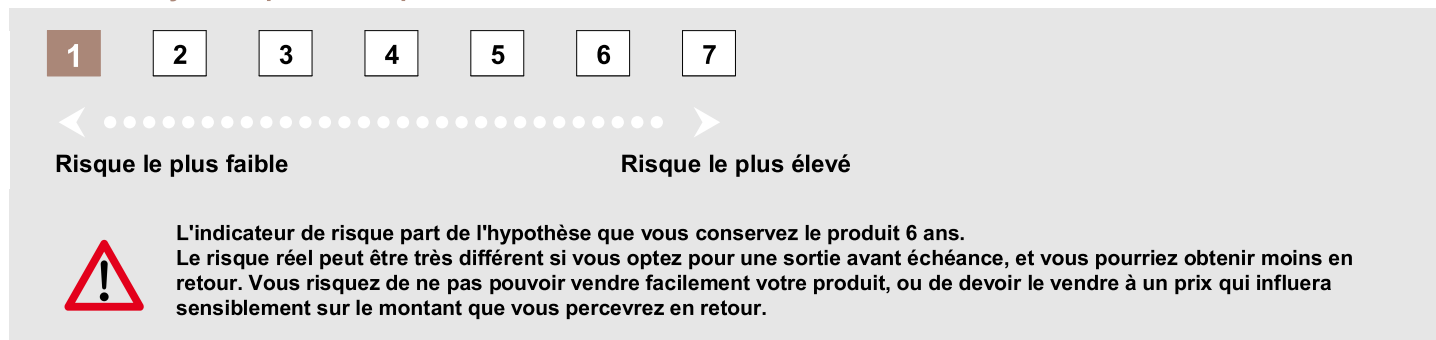 1 2 3 4 5 6 7
Risque le plus faible Risque le plus élevé
L'indicateur de risque part de l'hypothèse que vous conservez le produit 6 ans.
Le risque réel peut être très différent si vous optez pour une sortie avant échéance, et vous pourriez obtenir moins en
retour. Vous risquez de ne pas pouvoir vendre facilement votre produit, ou de devoir le vendre à un prix qui influera
sensiblement sur le montant que vous percevrez en retour.